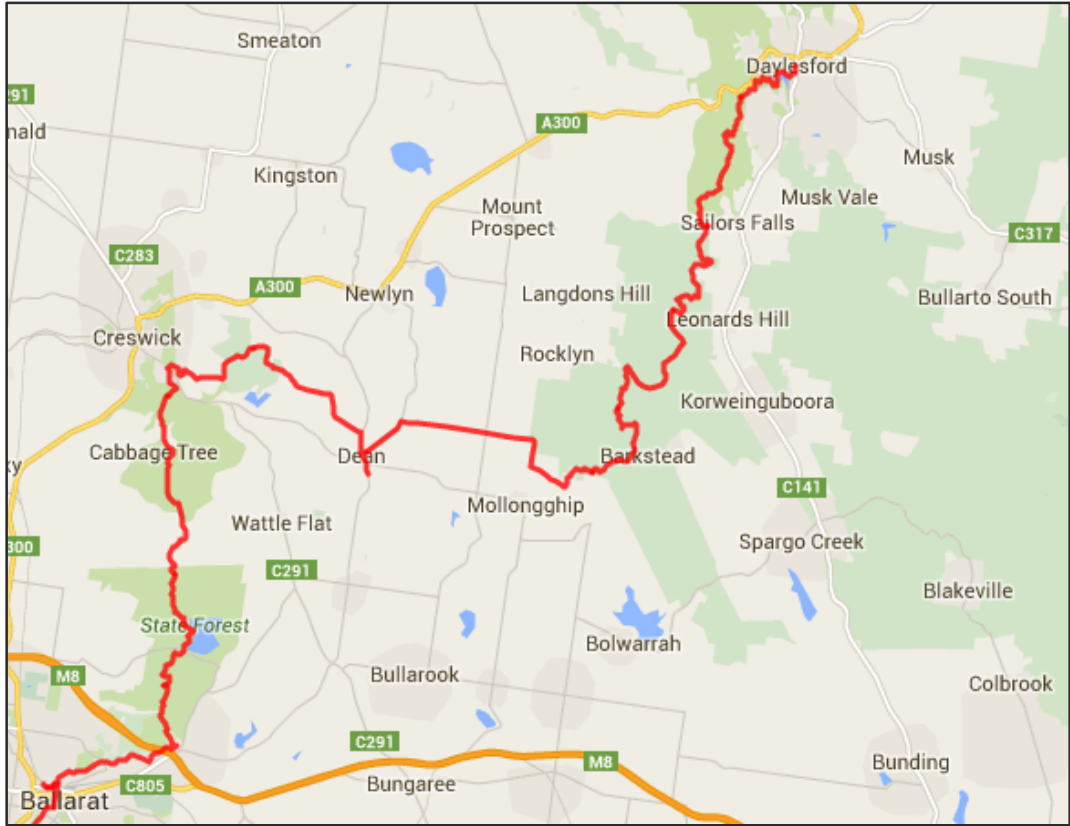 Smeaton
Daylesford
291
A300
nald
Musk
Kingston
Musk Vale
Mount
Prospect
Sailors Falls
C317
C283
A300
Newlyn
Langdons Hill
Bullarto South
Creswick
Leonards Hill
Rocklyn
Korweinguboora
Cabbage Tree
Dean
Barkstead
xy
C141
Mollongghip
Wattle Flat
300
Spargo Creek
C291
Blakeville
State Forest
Bolwarrah
M8
Bullarook
Colbrook
C291
M8
Bunding
C805
Bungaree
Ballarat